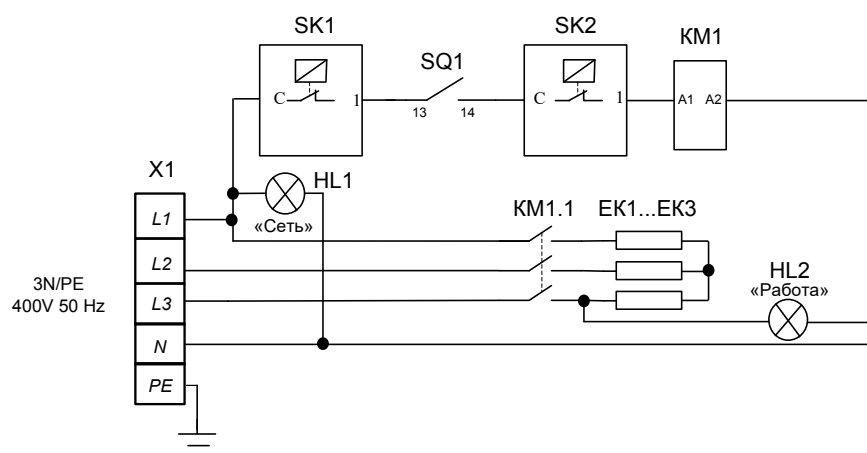 SK1
SK2
KM1
SQ1
C
1
13
14
C
1
A1
A2
X1
HL1
L1
«Сеть»
KM1.1
EK1...EK3
L2
HL2
«Работа»
3N/PE
400V 50 Hz
L3
N
PE